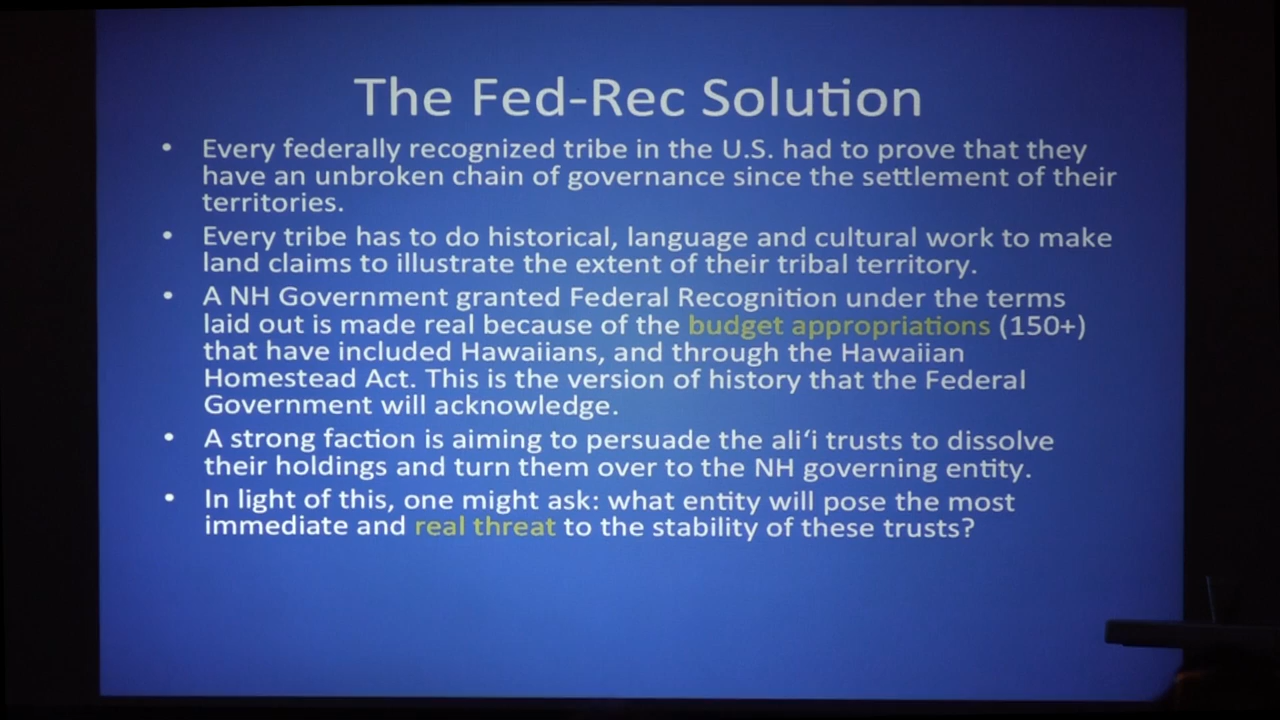 The Fed-Rec Solution
• Every federally recognized tribe in the U.S. had to prove that they
have an unbroken chain of governance since the settlement of their
territories.
• Every tribe has to do historical, language and cultural work to make
land claims to illustrate the extent of their tribal territory.
• A NH Government granted Federal Recognition under the terms
laid out is made real because of the budget appropriations (150+)
that have included Hawaiians, and through the Hawaiian
Homestead Act. This is the version of history that the Federal
Government will acknowledge.
• A strong faction is aiming to persuade the ali‘i trusts to dissolve
their holdings and turn them over to the NH governing entity.
• In light of this, one might ask: what entity will pose the most
immediate and real threat to the stability of these trusts?